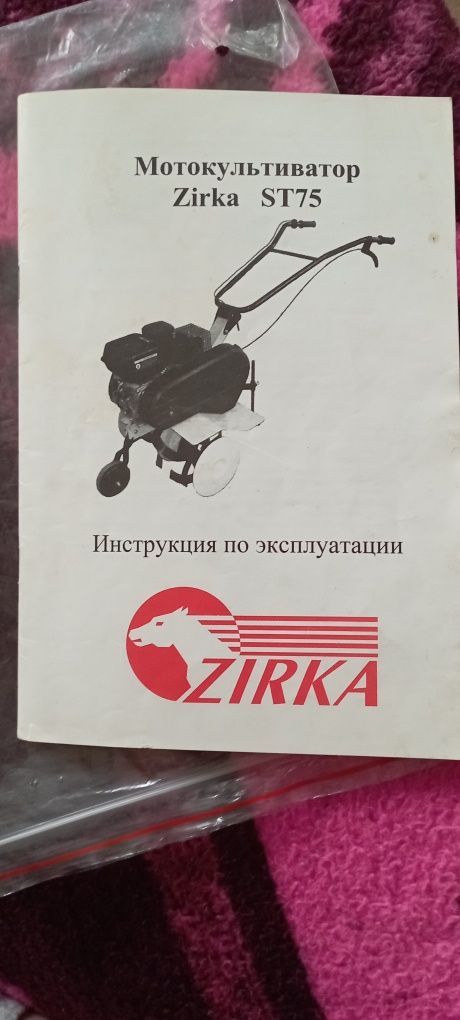 Мотокультиватор
Zirka ST75
Инструкция по эксплуатации
ZIRKA